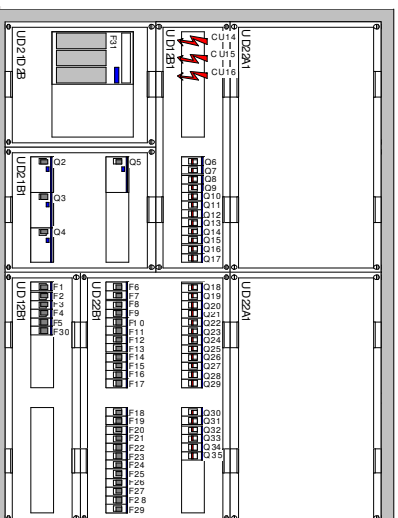 UD21D2B
F31
UD12B1
CU14
CU15
CU16
UD22A1
UD21B1
Q2
Q3
Q4
Q5
Q6
Q7
Q8
Q9
Q10
Q11
Q12
Q13
Q14
Q15
Q16
Q17
UD12B1
F1
F2
F3
F4
F5
F30
UD22B1
F6
F7
F8
F9
F10
F11
F12
F13
F14
F15
F16
F17
F18
F19
F20
F21
F22
F23
F24
F25
F26
F27
F28
F29
Q18
Q19
Q20
Q21
Q22
Q23
Q24
Q25
Q26
Q27
Q28
Q29
Q30
Q31
Q32
Q33
Q34
Q35
UD22A1